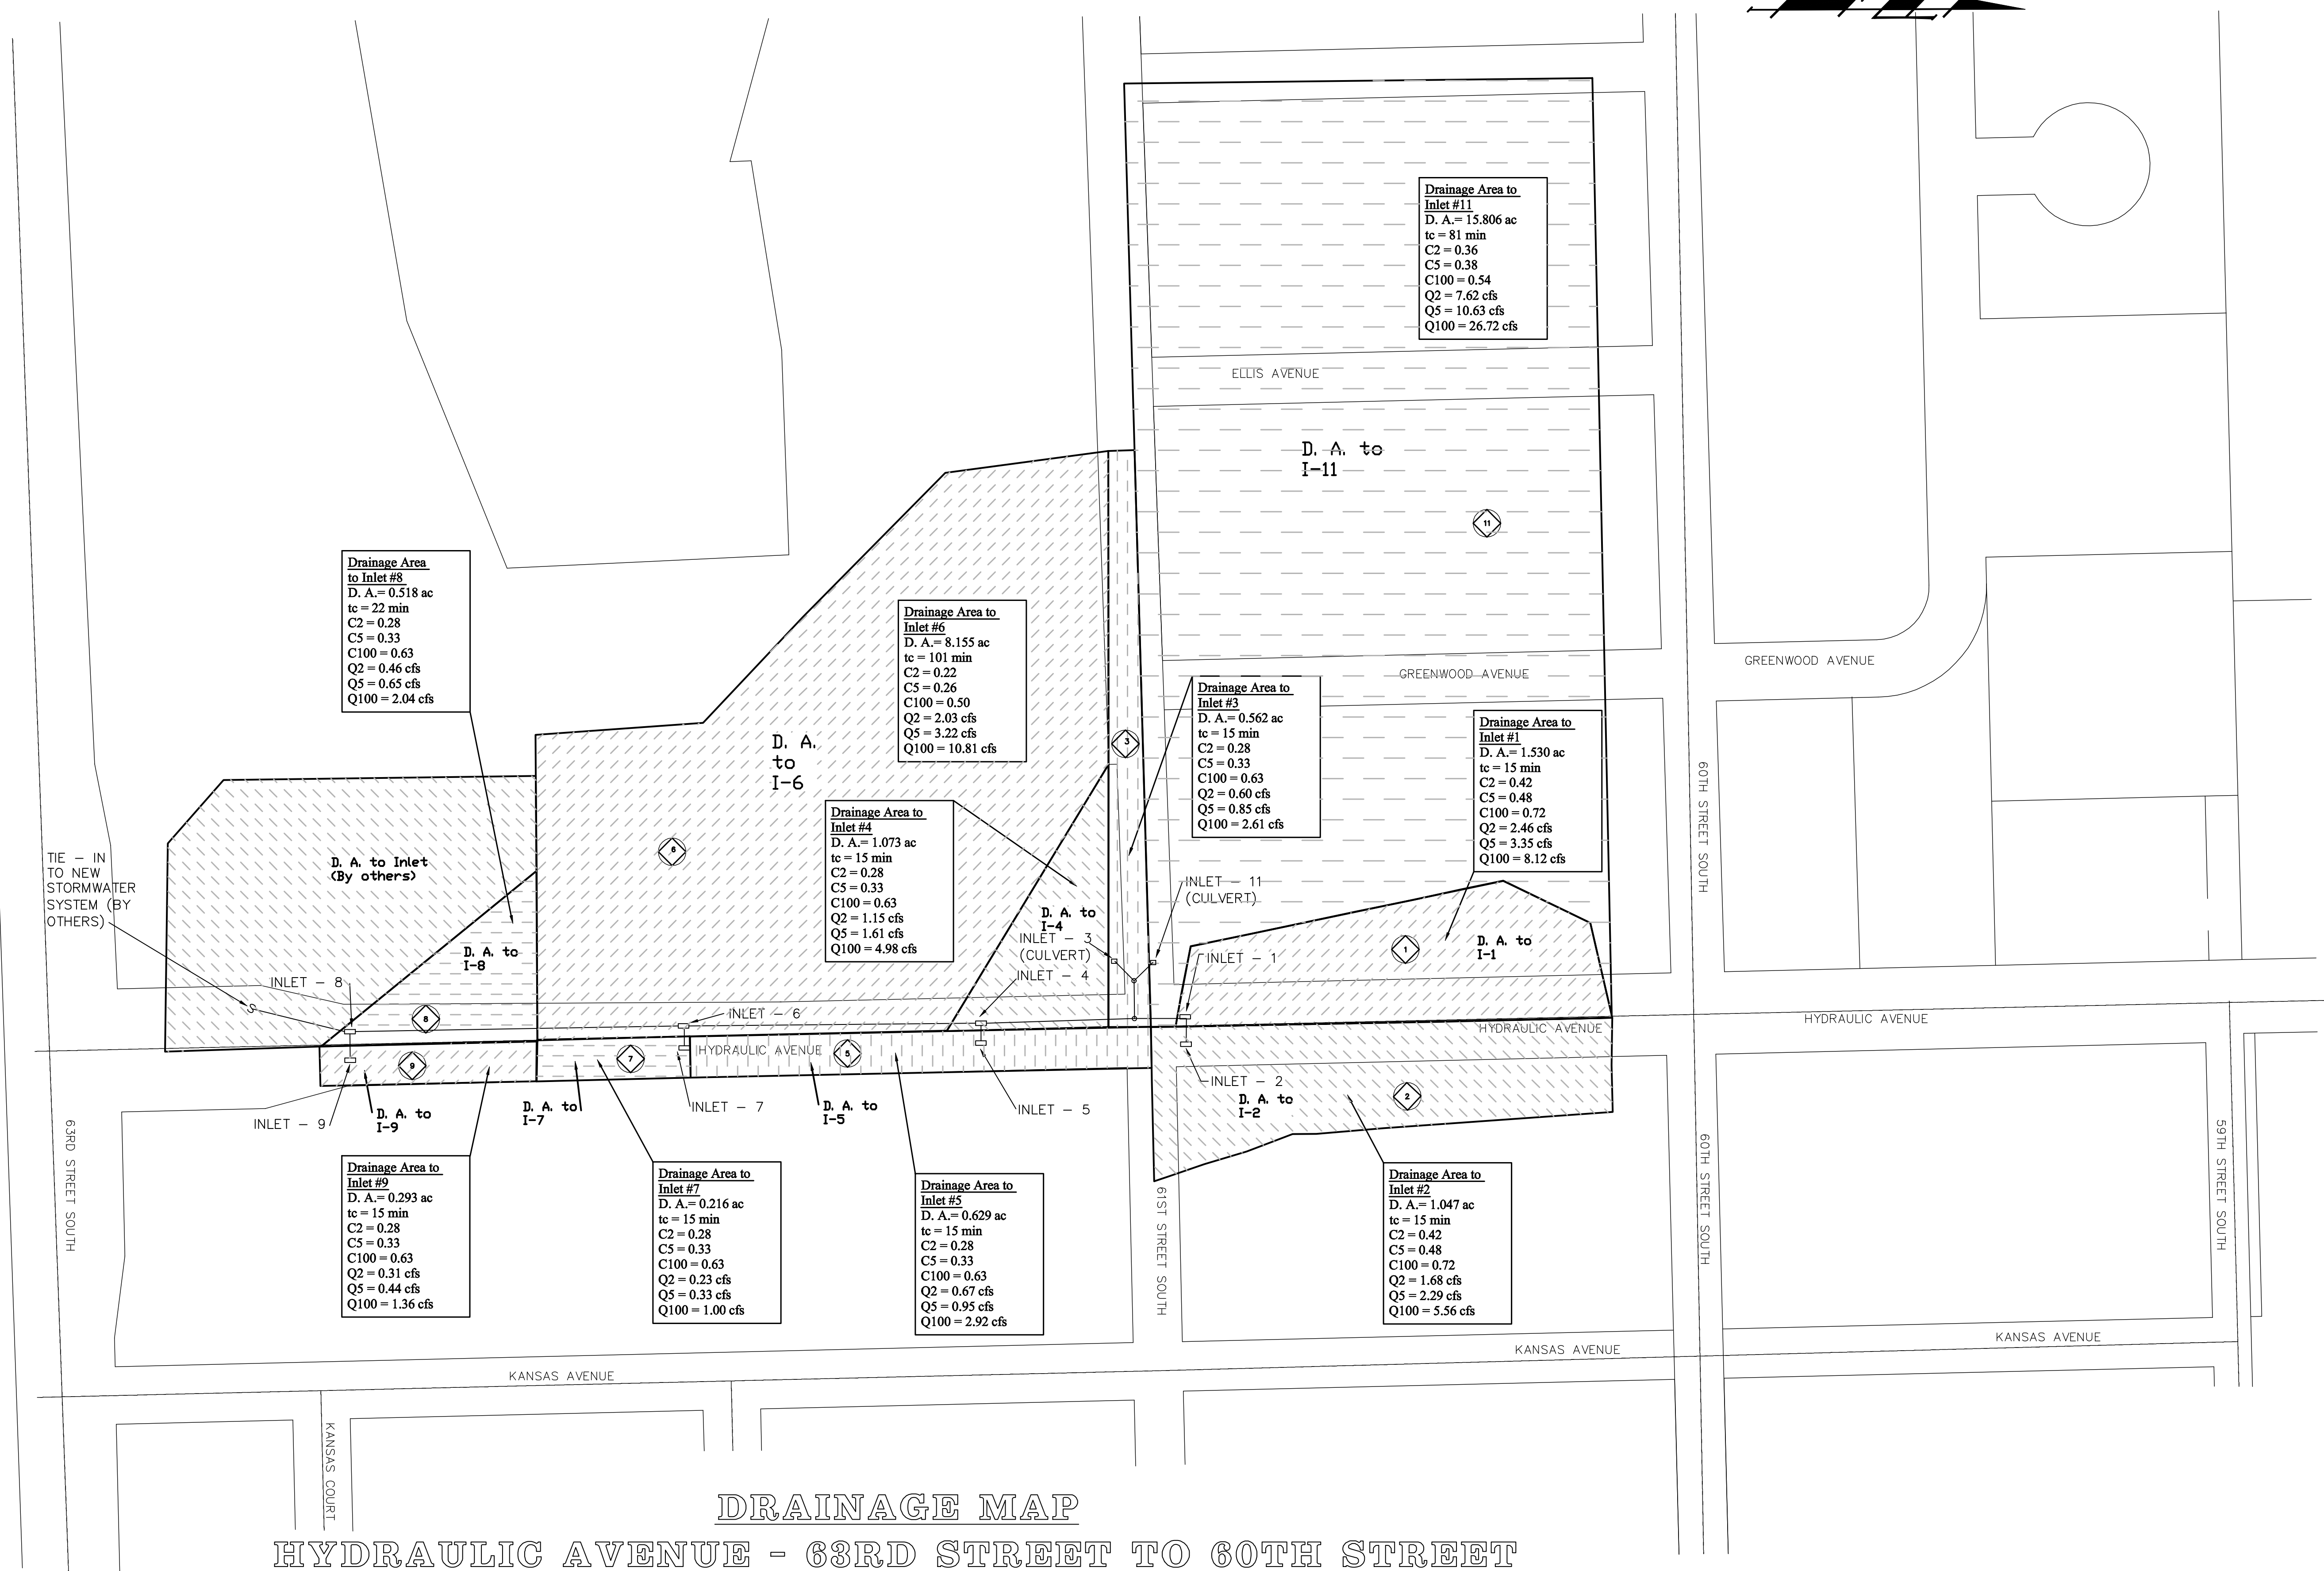 Drainage Area to
Inlet #11
D. A.= 15.806 ac
tc = 81 min
C2 = 0.36
C5 = 0.38
C100 = 0.54
Q2 = 7.62 cfs
Q5 = 10.63 cfs
Q100 = 26.72 cfs
ELLIS AVENUE
D. A. to
I-11
11
Drainage Area
to Inlet #8
D. A.= 0.518 ac
tc = 22 min
C2 = 0.28
C5 = 0.33
C100 = 0.63
Q2 = 0.46 cfs
Q5 = 0.65 cfs
Q100 = 2.04 cfs
Drainage Area to
Inlet #6
D. A.= 8.155 ac
tc = 101 min
C2 = 0.22
C5 = 0.26
C100 = 0.50
Q2 = 2.03 cfs
Q5 = 3.22 cfs
Q100 = 10.81 cfs
GREENWOOD AVENUE
GREENWOOD AVENUE
Drainage Area to
Inlet #3
D. A.= 0.562 ac
tc = 15 min
C2 = 0.28
C5 = 0.33
C100 = 0.63
Q2 = 0.60 cfs
Q5 = 0.85 cfs
Q100 = 2.61 cfs
Drainage Area to
Inlet #1
D. A.= 1.530 ac
tc = 15 min
C2 = 0.42
C5 = 0.48
C100 = 0.72
Q2 = 2.46 cfs
Q5 = 3.35 cfs
Q100 = 8.12 cfs
D. A.
to
I-6
3
6
60TH STREET SOUTH
Drainage Area to
Inlet #4
D. A.= 1.073 ac
tc = 15 min
C2 = 0.28
C5 = 0.33
C100 = 0.63
Q2 = 1.15 cfs
Q5 = 1.61 cfs
Q100 = 4.98 cfs
TIE - IN
TO NEW
STORMWATER
SYSTEM (BY
OTHERS)
D. A. to Inlet
(By others)
INLET - 11
(CULVERT)
D. A. to
I-4
INLET - 3
(CULVERT)
INLET - 4
D. A. to
I-8
INLET - 1
1
D. A. to
I-1
INLET - 8
S
8
INLET - 6
HYDRAULIC AVENUE
HYDRAULIC AVENUE
HYDRAULIC AVENUE
9
7
5
INLET - 9
D. A. to
I-9
D. A. to
I-7
INLET - 7
D. A. to
I-5
INLET - 5
INLET - 2
D. A. to
I-2
2
63RD STREET SOUTH
61ST STREET SOUTH
60TH STREET SOUTH
59TH STREET SOUTH
Drainage Area to
Inlet #9
D. A.= 0.293 ac
tc = 15 min
C2 = 0.28
C5 = 0.33
C100 = 0.63
Q2 = 0.31 cfs
Q5 = 0.44 cfs
Q100 = 1.36 cfs
Drainage Area to
Inlet #7
D. A.= 0.216 ac
tc = 15 min
C2 = 0.28
C5 = 0.33
C100 = 0.63
Q2 = 0.23 cfs
Q5 = 0.33 cfs
Q100 = 1.00 cfs
Drainage Area to
Inlet #5
D. A.= 0.629 ac
tc = 15 min
C2 = 0.28
C5 = 0.33
C100 = 0.63
Q2 = 0.67 cfs
Q5 = 0.95 cfs
Q100 = 2.92 cfs
Drainage Area to
Inlet #2
D. A.= 1.047 ac
tc = 15 min
C2 = 0.42
C5 = 0.48
C100 = 0.72
Q2 = 1.68 cfs
Q5 = 2.29 cfs
Q100 = 5.56 cfs
KANSAS AVENUE
KANSAS AVENUE
KANSAS AVENUE
KANSAS COURT
DRAINAGE MAP
HYDRAULIC AVENUE - 63RD STREET TO 60TH STREET